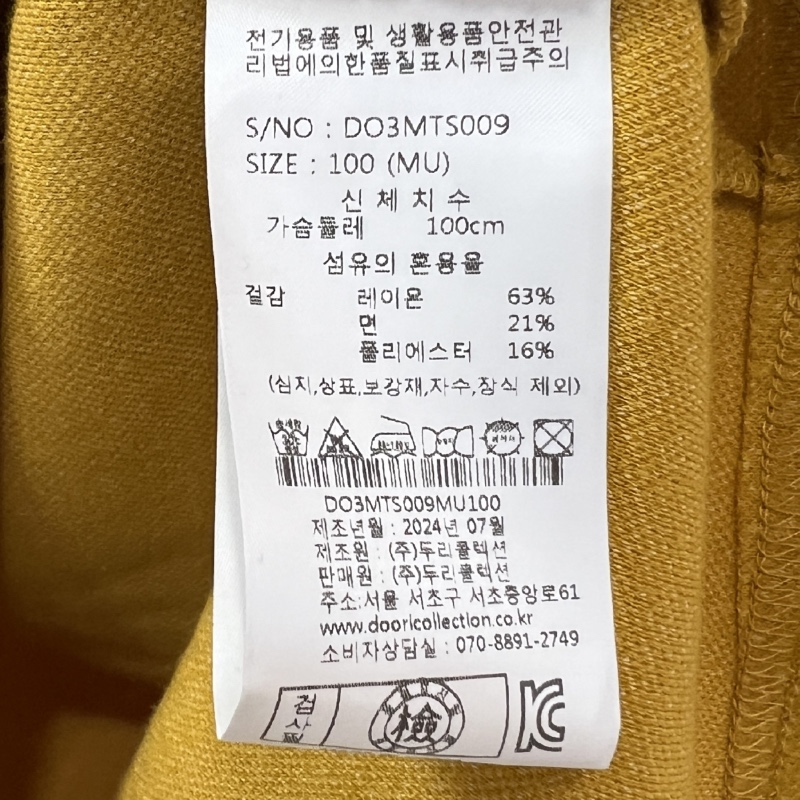 전기용품 및 생활용품안전관
리법에의한품질표시취급주의
S/NO : DO3MTS009
SIZE : 100 (MU)
신 체 치 수
가슴둘레 100cm
섬유의 혼용율
겉감 레이온 63%
면 21%
폴리에스터 16%
(심지,상표,보강재,자수,장식 제외)
DO3MTS009MU100
제조년월 : 2024년 07월
제조원 : (주)두리콜렉션
판매원 : (주)두리콜렉션
주소:서울 서초구 서초중앙로61
www.dooricollection.co.kr
소비자상담실 : 070-8891-2749
검사필 檢 KC